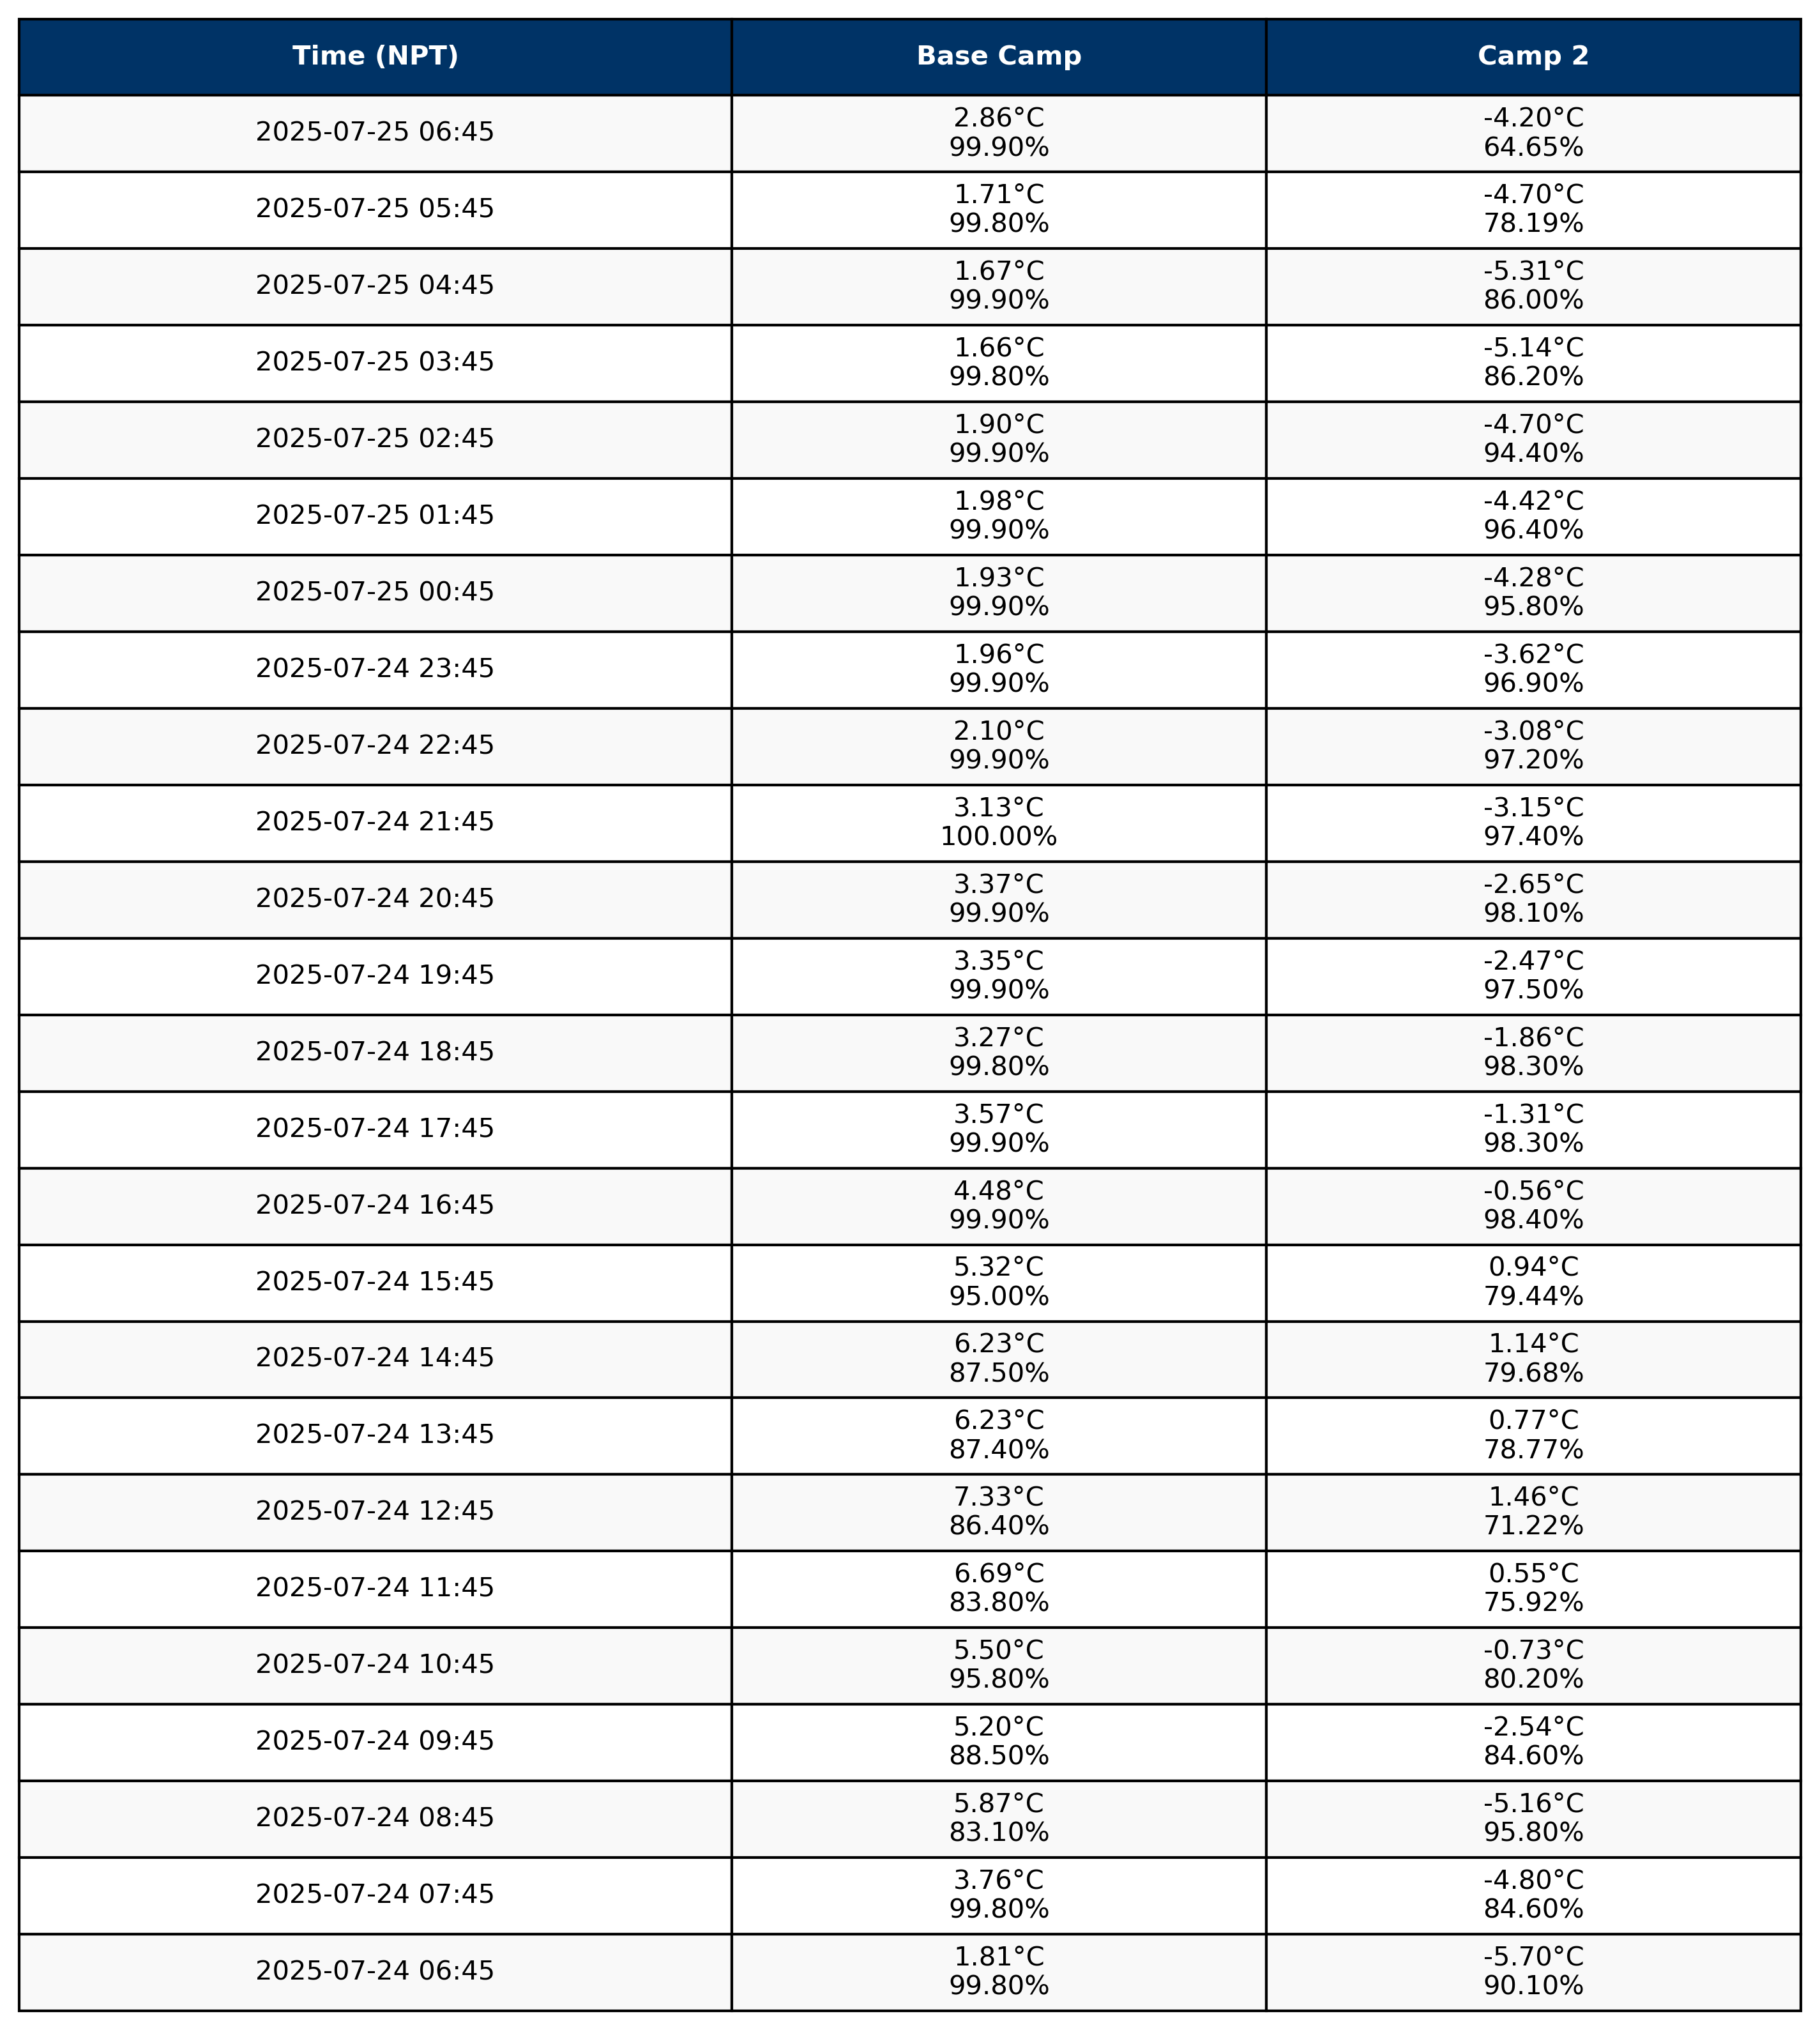 Time (NPT) Base Camp Camp 2
2025-07-25 06:45 2.86°C -4.20°C
99.90% 64.65%
2025-07-25 05:45 1.71°C -4.70°C
99.80% 78.19%
2025-07-25 04:45 1.67°C -5.31°C
99.90% 86.00%
2025-07-25 03:45 1.66°C -5.14°C
99.80% 86.20%
2025-07-25 02:45 1.90°C -4.70°C
99.90% 94.40%
2025-07-25 01:45 1.98°C -4.42°C
99.90% 96.40%
2025-07-25 00:45 1.93°C -4.28°C
99.90% 95.80%
2025-07-24 23:45 1.96°C -3.62°C
99.90% 96.90%
2025-07-24 22:45 2.10°C -3.08°C
99.90% 97.20%
2025-07-24 21:45 3.13°C -3.15°C
100.00% 97.40%
2025-07-24 20:45 3.37°C -2.65°C
99.90% 98.10%
2025-07-24 19:45 3.35°C -2.47°C
99.90% 97.50%
2025-07-24 18:45 3.27°C -1.86°C
99.80% 98.30%
2025-07-24 17:45 3.57°C -1.31°C
99.90% 98.30%
2025-07-24 16:45 4.48°C -0.56°C
99.90% 98.40%
2025-07-24 15:45 5.32°C 0.94°C
95.00% 79.44%
2025-07-24 14:45 6.23°C 1.14°C
87.50% 79.68%
2025-07-24 13:45 6.23°C 0.77°C
87.40% 78.77%
2025-07-24 12:45 7.33°C 1.46°C
86.40% 71.22%
2025-07-24 11:45 6.69°C 0.55°C
83.80% 75.92%
2025-07-24 10:45 5.50°C -0.73°C
95.80% 80.20%
2025-07-24 09:45 5.20°C -2.54°C
88.50% 84.60%
2025-07-24 08:45 5.87°C -5.16°C
83.10% 95.80%
2025-07-24 07:45 3.76°C -4.80°C
99.80% 84.60%
2025-07-24 06:45 1.81°C -5.70°C
99.80% 90.10%